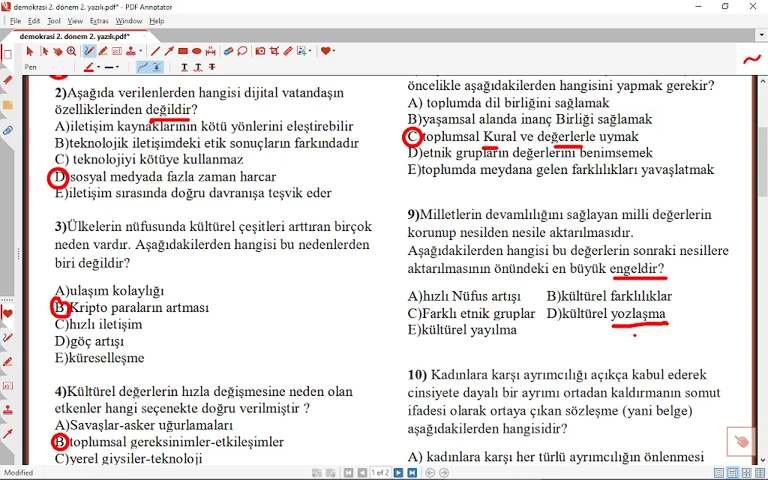 demokrasi 2. dönem 2. yazılı.pdf* - PDF Annotator
File Edit Tool View Extras Window Help
demokrasi 2. dönem 2. yazılı.pdf*
Pen
2)Aşağıda verilenlerden hangisi dijital vatandaşın
özelliklerinden değildir?
A)iletişim kaynaklarının kötü yönlerini eleştirebilir
B)teknolojik iletişimdeki etik sonuçların farkındadır
C) teknolojiyi kötüye kullanmaz
D)sosyal medyada fazla zaman harcar
E)iletişim sırasında doğru davranışa teşvik eder
3)Ülkelerin nüfusunda kültürel çeşitleri arttıran birçok
neden vardır. Aşağıdakilerden hangisi bu nedenlerden
biri değildir?
A)ulaşım kolaylığı
B)Kripto paraların artması
C)hızlı iletişim
D)göç artışı
E)küreselleşme
4)Kültürel değerlerin hızla değişmesine neden olan
etkenler hangi seçenekte doğru verilmiştir ?
A)Savaşlar-asker uğurlamaları
B)toplumsal gereksinimler-etkileşimler
C)yerel giysiler-teknoloji
öncelikle aşağıdakilerden hangisini yapmak gerekir?
A) toplumda dil birliğini sağlamak
B)yaşamsal alanda inanç Birliği sağlamak
C)toplumsal Kural ve değerlerle uymak
D)etnik grupların değerlerini benimsemek
E)toplumda meydana gelen farklılıkları yavaşlatmak
9)Milletlerin devamlılığını sağlayan milli değerlerin
korunup nesilden nesile aktarılmasıdır.
Aşağıdakilerden hangisi bu değerlerin sonraki nesillere
aktarılmasının önündeki en büyük engeldir?
A)hızlı Nüfus artışı B)kültürel farklılıklar
C)Farklı etnik gruplar D)kültürel yozlaşma
E)kültürel yayılma
10) Kadınlara karşı ayrımcılığı açıkça kabul ederek
cinsiyete dayalı bir ayrımı ortadan kaldırmanın somut
ifadesi olarak ortaya çıkan sözleşme (yani belge)
aşağıdakilerden hangisidir?
A) kadınlara karşı her türlü ayrımcılığın önlenmesi
Modified
1 of 2